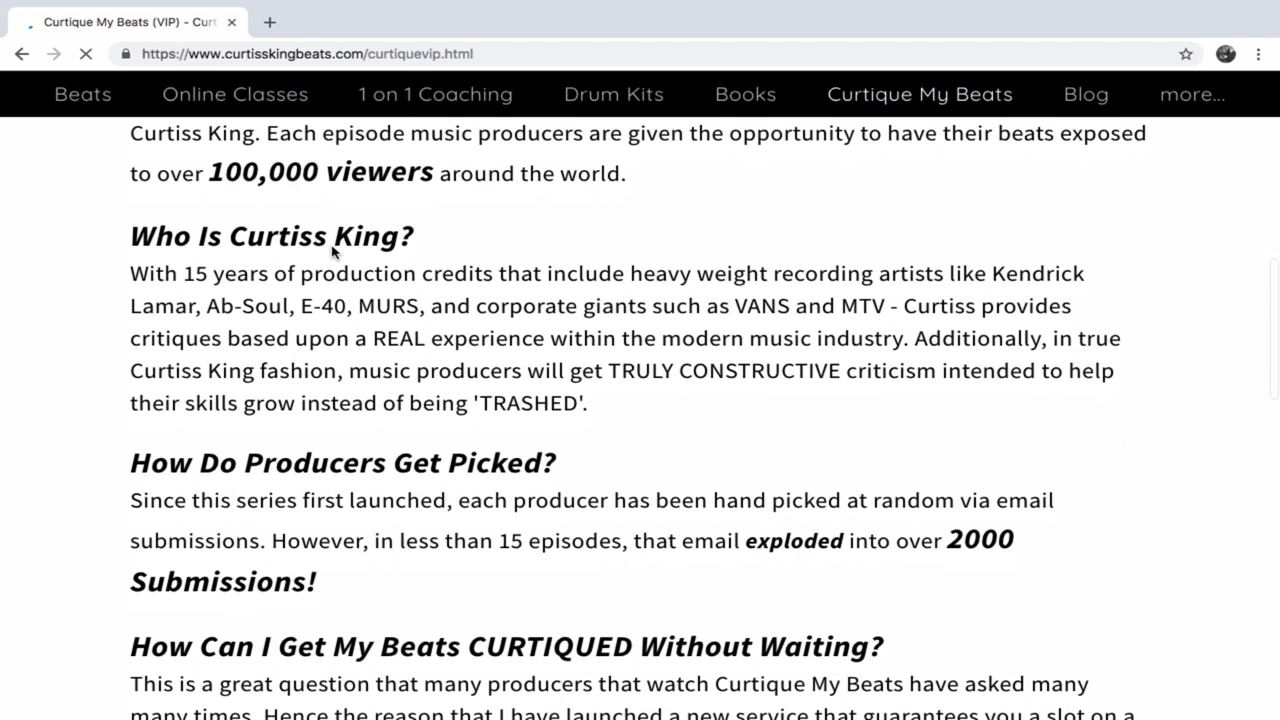 Curtique My Beats (VIP) - Curt
https://www.curtisskingbeats.com/curtiquevip.html
Beats Online Classes 1 on 1 Coaching Drum Kits Books Curtique My Beats Blog more...
Curtiss King. Each episode music producers are given the opportunity to have their beats exposed
to over 100,000 viewers around the world.
Who Is Curtiss King?
With 15 years of production credits that include heavy weight recording artists like Kendrick
Lamar, Ab-Soul, E-40, MURS, and corporate giants such as VANS and MTV - Curtiss provides
critiques based upon a REAL experience within the modern music industry. Additionally, in true
Curtiss King fashion, music producers will get TRULY CONSTRUCTIVE criticism intended to help
their skills grow instead of being 'TRASHED'.
How Do Producers Get Picked?
Since this series first launched, each producer has been hand picked at random via email
submissions. However, in less than 15 episodes, that email exploded into over 2000
Submissions!
How Can I Get My Beats CURTIQUED Without Waiting?
This is a great question that many producers that watch Curtique My Beats have asked many
many times. Hence the reason that I have launched a new service that guarantees you a slot on a